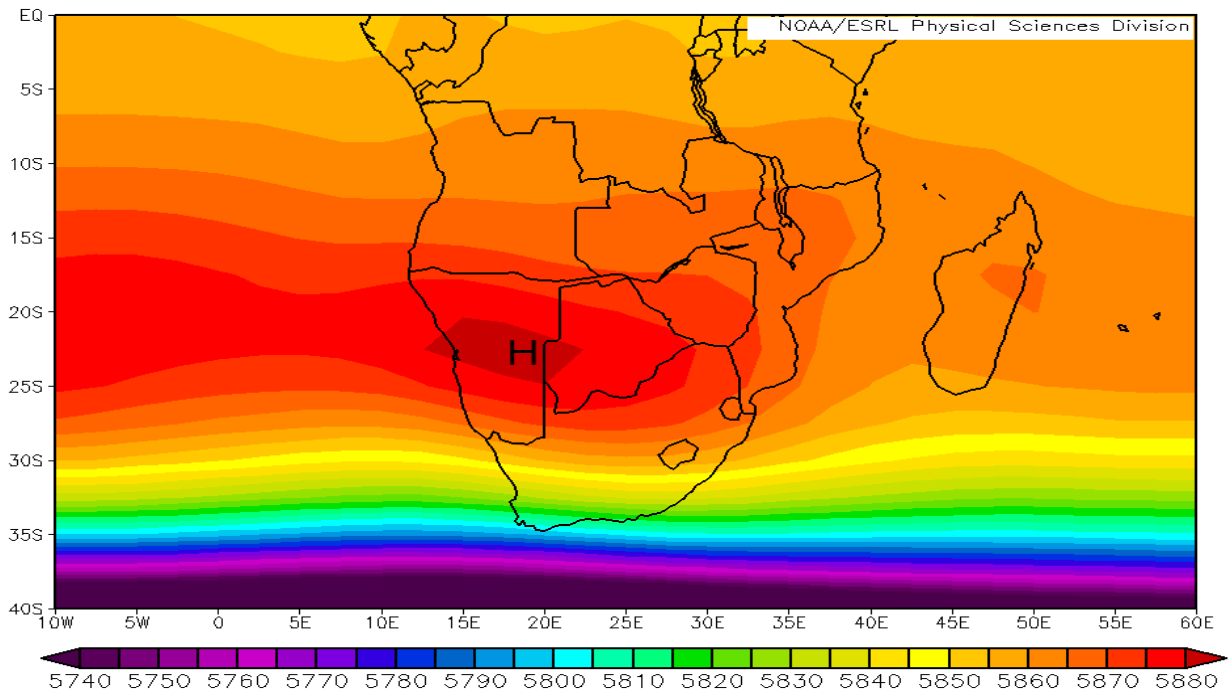 EQ
NOAA/ESRL Physical Sciences Division
5S
10S
15S
20S
H
25S
30S
35S
40S
10W 5W 0 5E 10E 15E 20E 25E 30E 35E 40E 45E 50E 55E 60E
5740 5750 5760 5770 5780 5790 5800 5810 5820 5830 5840 5850 5860 5870 5880